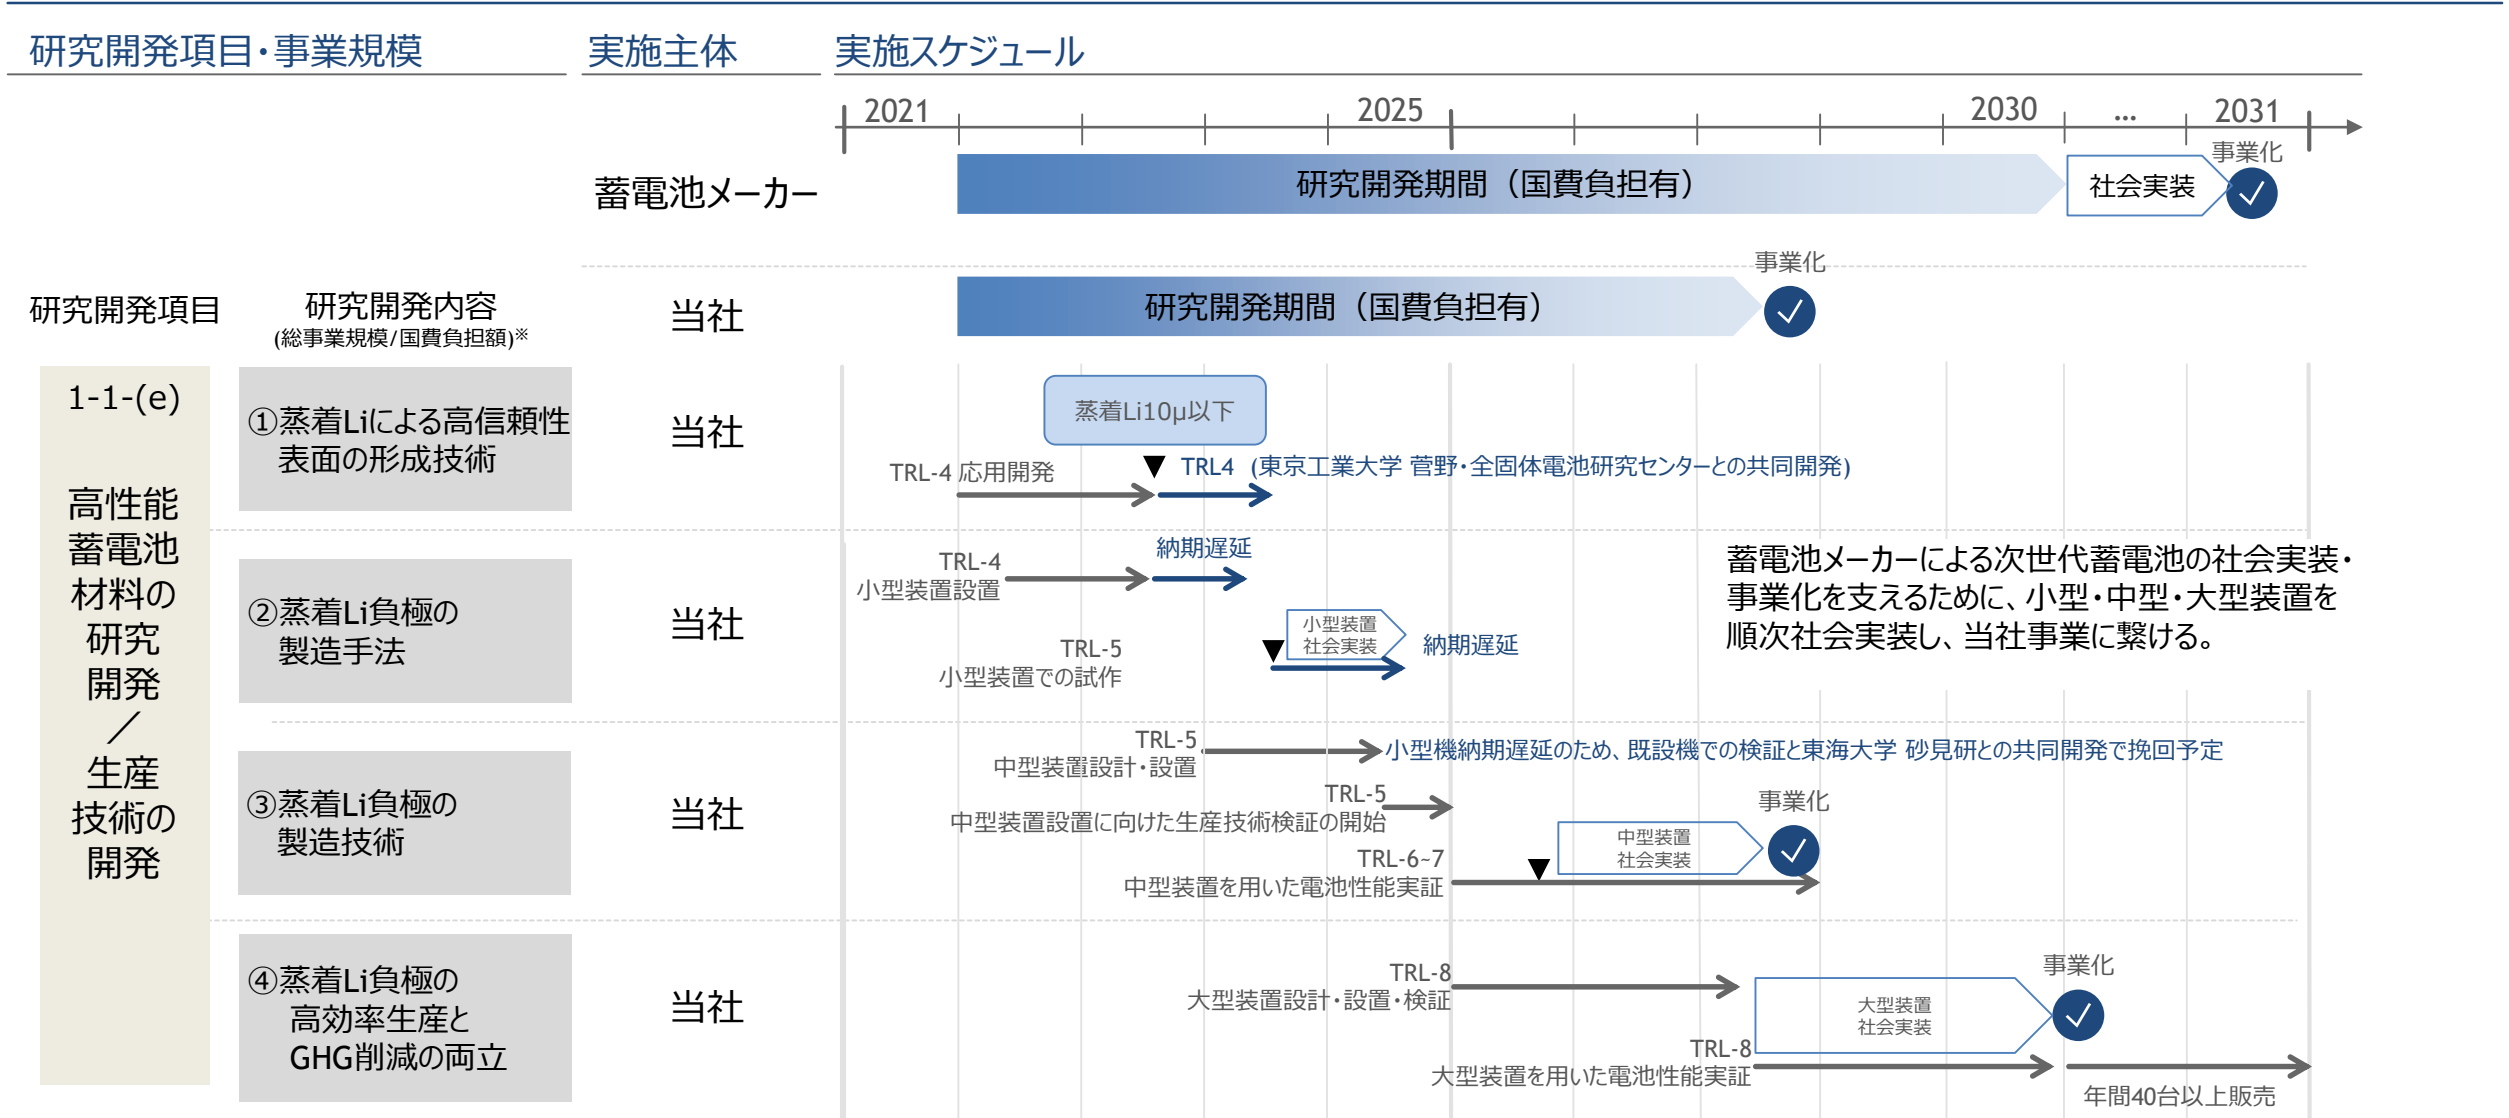 研究開発項目・事業規模
実施主体
実施スケジュール
2021
2025
2030
...
2031
蓄電池メーカー
研究開発期間（国費負担有）
社会実装
事業化
研究開発項目
研究開発内容
(総事業規模/国費負担額)※
当社
研究開発期間（国費負担有）
事業化
1-1-(e)
高性能
蓄電池
材料の
研究
開発
／
生産
技術の
開発
①蒸着Liによる高信頼性
表面の形成技術
当社
蒸着Li10μ以下
TRL-4 応用開発
TRL4 (東京工業大学 菅野・全固体電池研究センターとの共同開発)
②蒸着Li負極の
製造手法
当社
TRL-4
小型装置設置
納期遅延
TRL-5
小型装置での試作
小型装置
社会実装
納期遅延
蓄電池メーカーによる次世代蓄電池の社会実装・
事業化を支えるために、小型・中型・大型装置を
順次社会実装し、当社事業に繋げる。
③蒸着Li負極の
製造技術
当社
TRL-5
中型装置設計・設置
小型機納期遅延のため、既設機での検証と東海大学 砂見研との共同開発で挽回予定
TRL-5
中型装置設置に向けた生産技術検証の開始
TRL-6~7
中型装置を用いた電池性能実証
中型装置
社会実装
事業化
④蒸着Li負極の
高効率生産と
GHG削減の両立
当社
TRL-8
大型装置設計・設置・検証
大型装置
社会実装
事業化
TRL-8
大型装置を用いた電池性能実証
年間40台以上販売